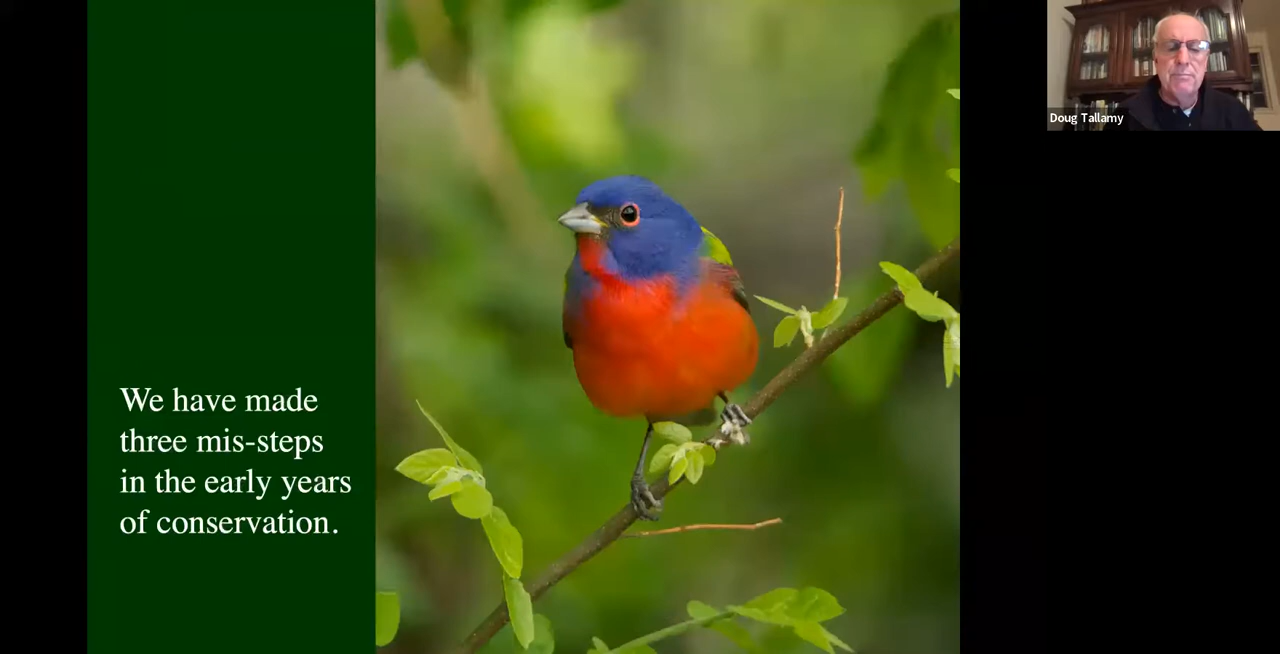 We have made
three mis-steps
in the early years
of conservation.
Doug Tallamy